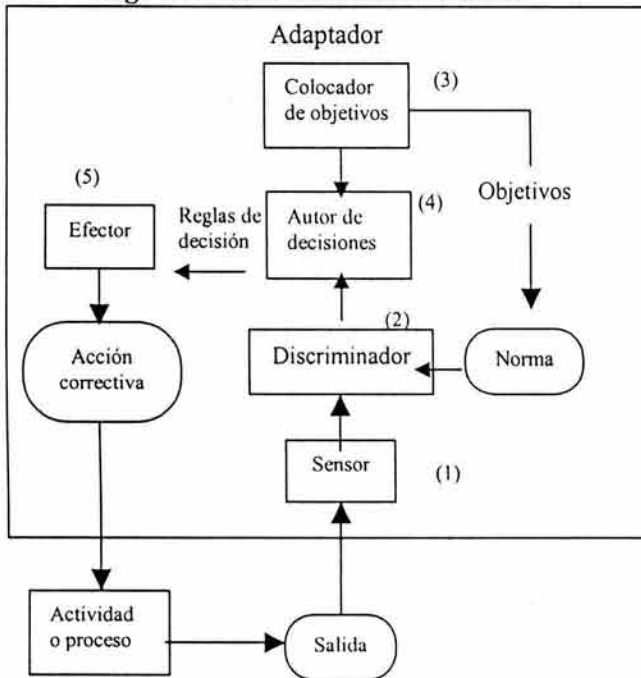 Adaptador
Colocador
de objetivos
(3)
(5)
Efector
Reglas de
decisión
Autor de
decisiones
(4)
Objetivos
(2)
Acción
correctiva
Discriminador
Norma
Sensor
(1)
Actividad
o proceso
Salida